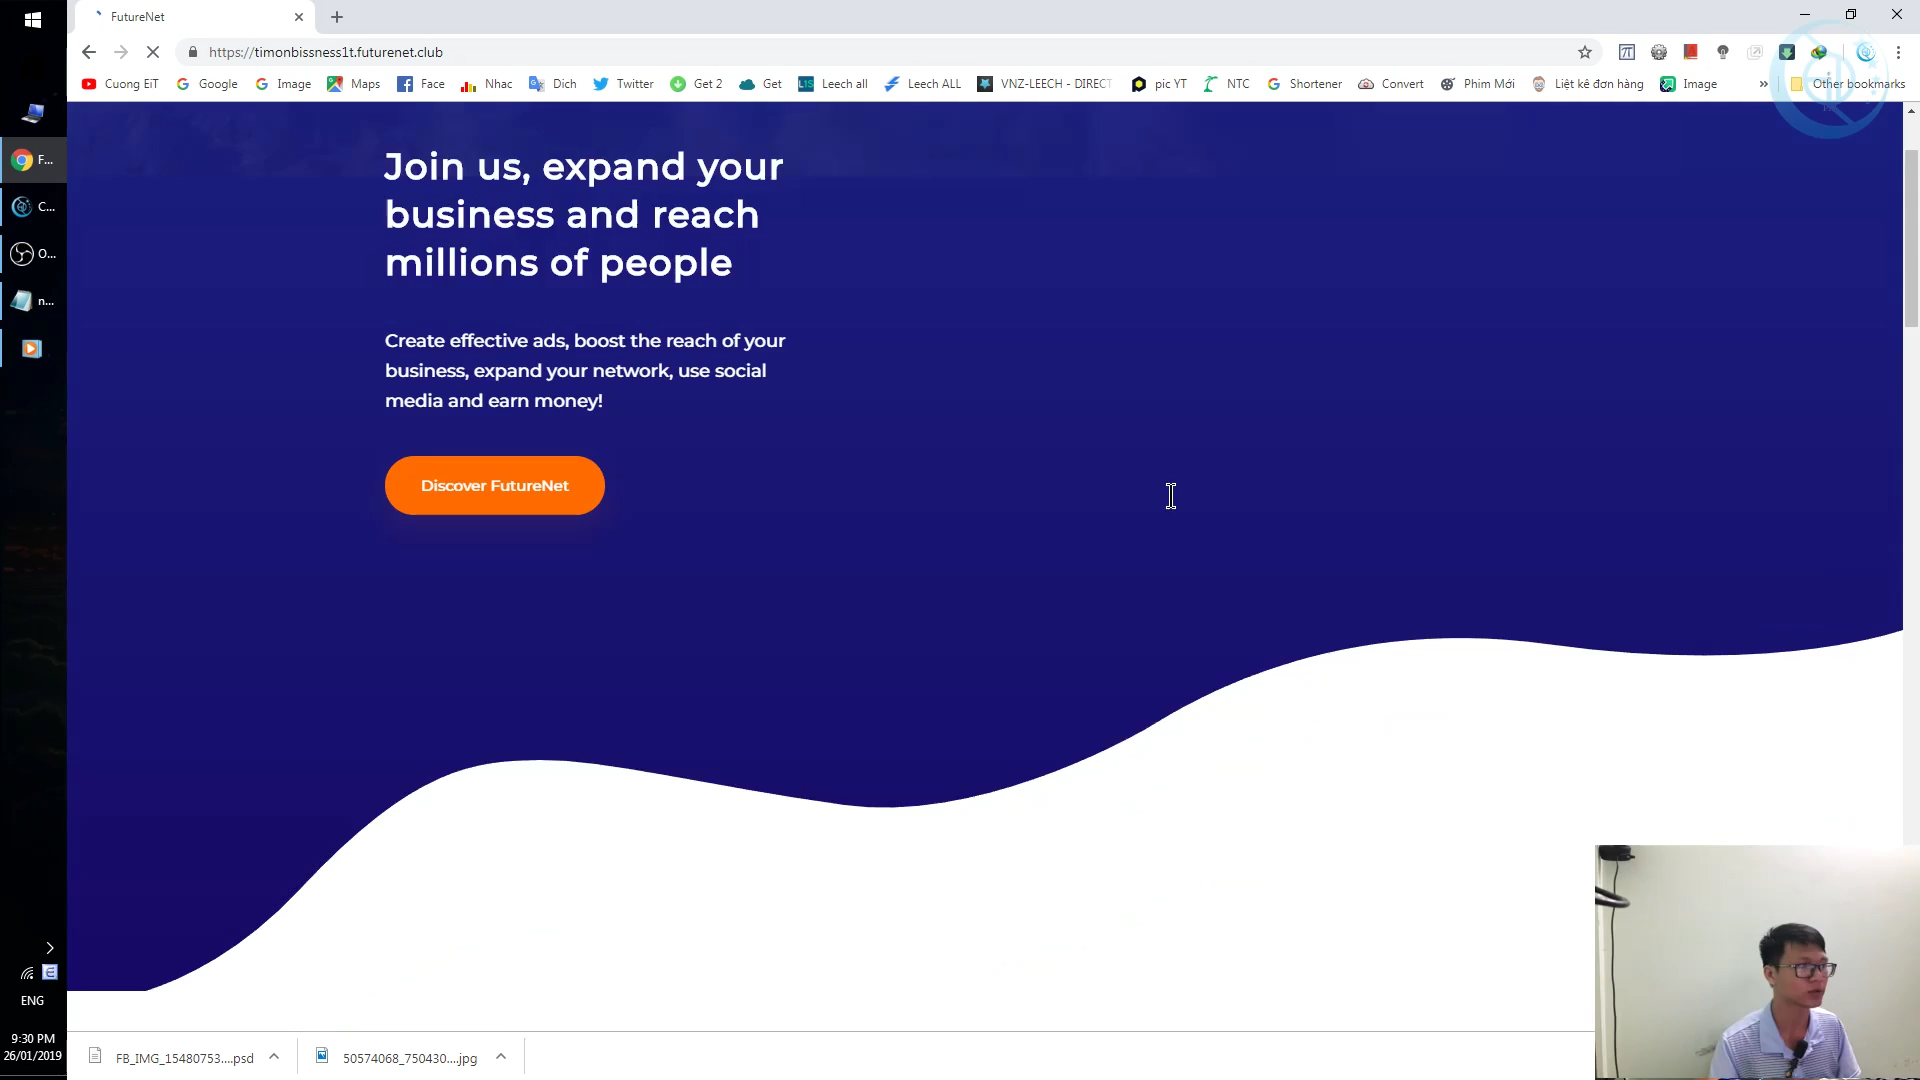 FutureNet
https://timonbissness1t.futurenet.club
Cuong EiT
Google
Image
Maps
Face
Nhac
Dich
Twitter
Get 2
Get
Leech all
Leech ALL
VNZ-LEECH - DIRECT
pic YT
NTC
Shortener
Convert
Phim Mới
Liệt kê đơn hàng
Image
»
Other bookmarks
F...
C...
O...
n...
Join us, expand your
business and reach
millions of people
Create effective ads, boost the reach of your
business, expand your network, use social
media and earn money!
Discover FutureNet
ENG
9:30 PM
26/01/2019
FB_IMG_15480753....psd
50574068_750430....jpg